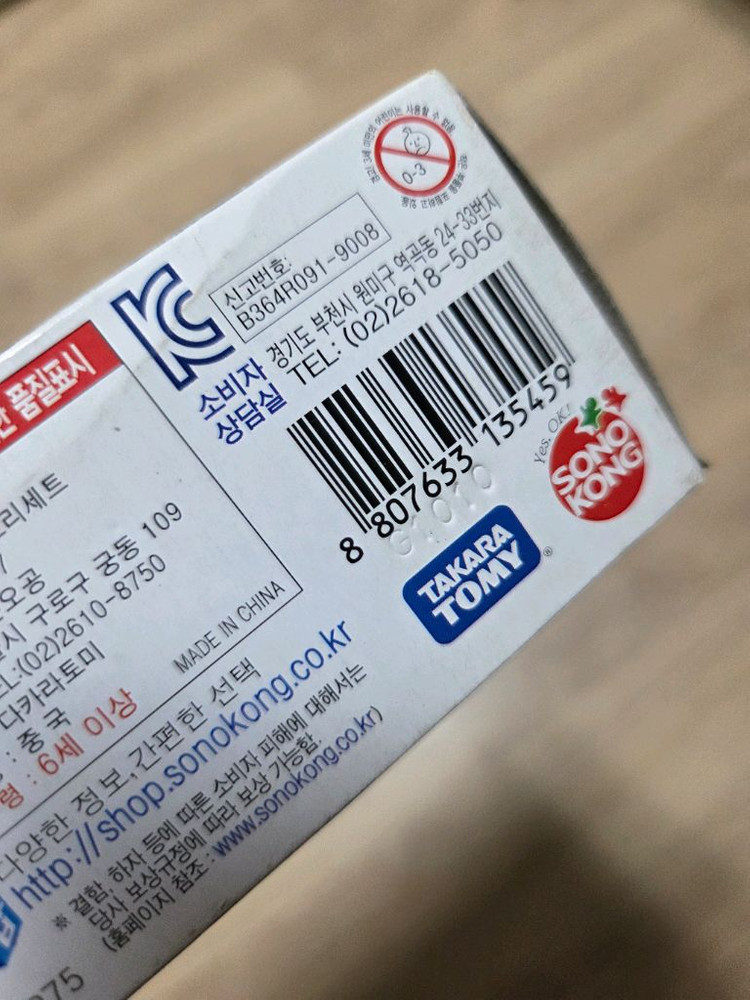 0-3
신고번호:
B364R091-9008
소비자
상담실
경기도 부천시 원미구 역곡동 24-33번지
TEL: (02)2618-5050
8 807633 135459
Yes, OK!
SONO
KONG
TAKARA
TOMY
®
품질표시
리세트
오공
시 구로구 궁동 109
EL:(02)2610-8750
다카라토미
: 중국
령 : 6세 이상
MADE IN CHINA
다양한 정보,간편한 선택
http://shop.sonokong.co.kr
※ 결함, 하자 등에 따른 소비자 피해에 대해서는
당사 보상규정에 따라 보상 가능함
(홈페이지 참조 : www.sonokong.co.kr)